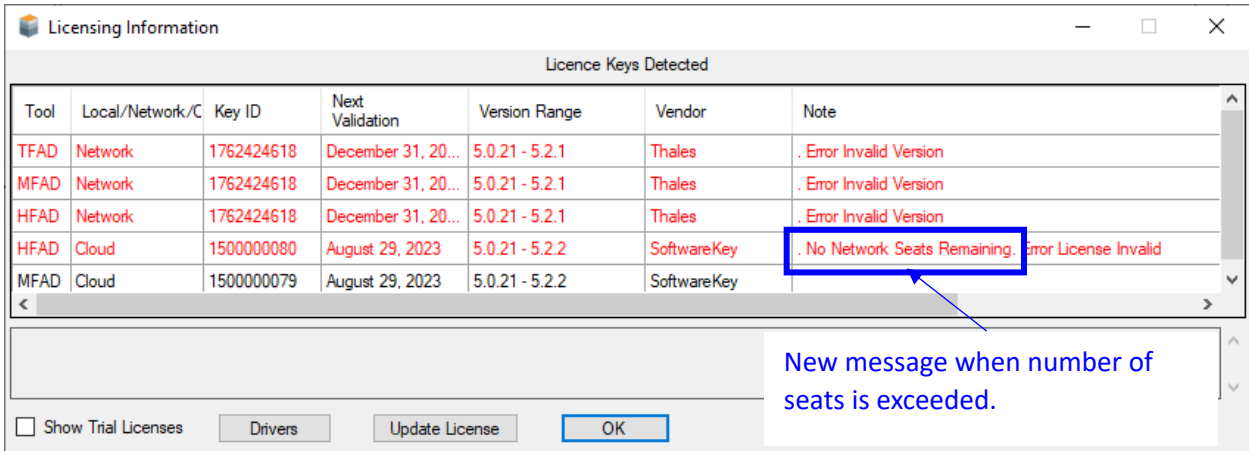 Licensing Information
Licence Keys Detected
Tool Local/Network/C Key ID Next Validation Version Range Vendor Note
TFAD Network 1762424618 December 31, 20... 5.0.21 - 5.2.1 Thales . Error Invalid Version
MFAD Network 1762424618 December 31, 20... 5.0.21 - 5.2.1 Thales . Error Invalid Version
HFAD Network 1762424618 December 31, 20... 5.0.21 - 5.2.1 Thales . Error Invalid Version
HFAD Cloud 1500000080 August 29, 2023 5.0.21 - 5.2.2 SoftwareKey . No Network Seats Remaining. Error License Invalid
MFAD Cloud 1500000079 August 29, 2023 5.0.21 - 5.2.2 SoftwareKey
New message when number of
seats is exceeded.
Show Trial Licenses Drivers Update License OK